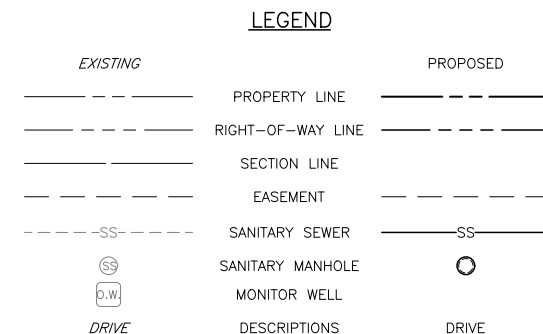 LEGEND
EXISTING PROPOSED
PROPERTY LINE
RIGHT-OF-WAY LINE
SECTION LINE
EASEMENT
SS SANITARY SEWER SS
SS SANITARY MANHOLE
O.W. MONITOR WELL
DRIVE DESCRIPTIONS DRIVE